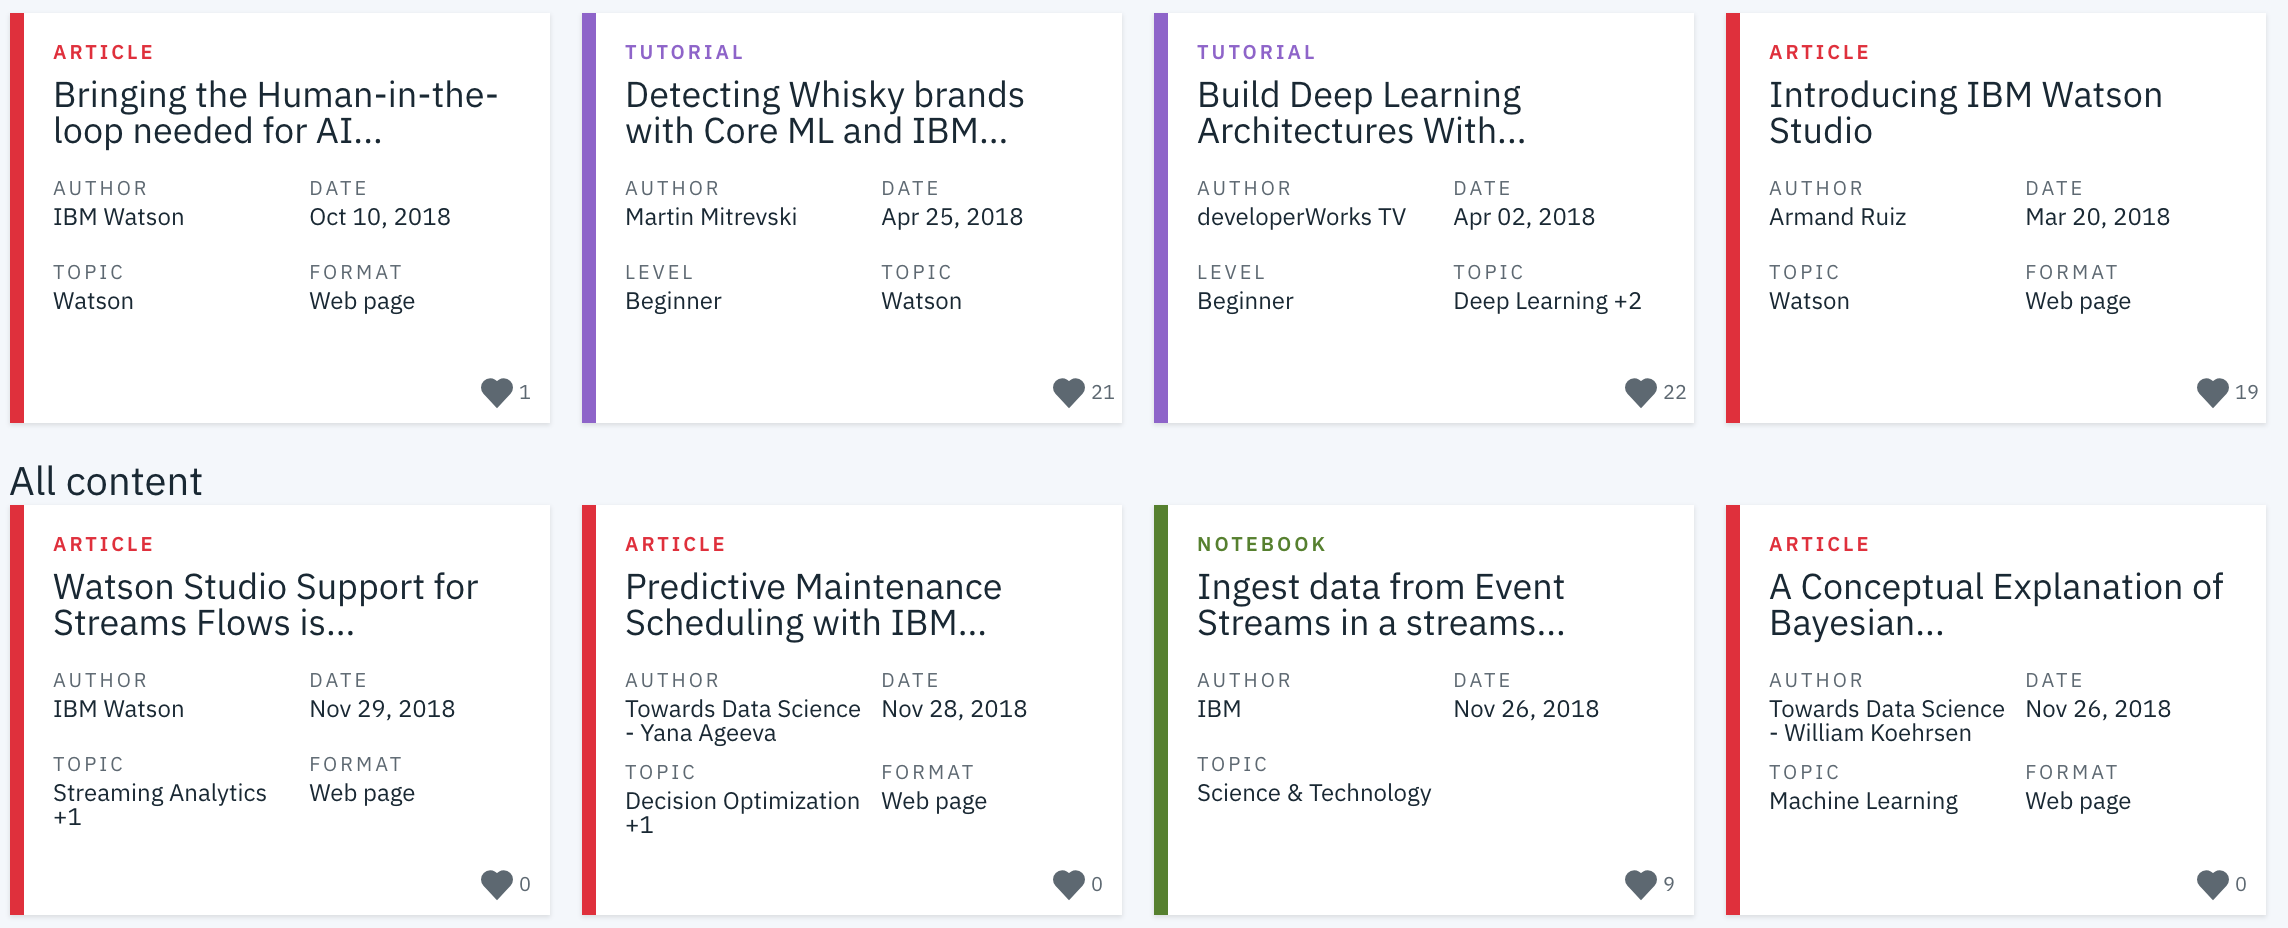 ARTICLE
Bringing the Human-in-the-
loop needed for AI...
AUTHOR
IBM Watson
DATE
Oct 10, 2018
TOPIC
Watson
FORMAT
Web page
1
TUTORIAL
Detecting Whisky brands
with Core ML and IBM...
AUTHOR
Martin Mitrevski
DATE
Apr 25, 2018
LEVEL
Beginner
TOPIC
Watson
21
TUTORIAL
Build Deep Learning
Architectures With...
AUTHOR
developerWorks TV
DATE
Apr 02, 2018
LEVEL
Beginner
TOPIC
Deep Learning +2
22
ARTICLE
Introducing IBM Watson
Studio
AUTHOR
Armand Ruiz
DATE
Mar 20, 2018
TOPIC
Watson
FORMAT
Web page
19
All content
ARTICLE
Watson Studio Support for
Streams Flows is...
AUTHOR
IBM Watson
DATE
Nov 29, 2018
TOPIC
Streaming Analytics
+1
FORMAT
Web page
0
ARTICLE
Predictive Maintenance
Scheduling with IBM...
AUTHOR
Towards Data Science
- Yana Ageeva
DATE
Nov 28, 2018
TOPIC
Decision Optimization
+1
FORMAT
Web page
0
NOTEBOOK
Ingest data from Event
Streams in a streams...
AUTHOR
IBM
DATE
Nov 26, 2018
TOPIC
Science & Technology
9
ARTICLE
A Conceptual Explanation of
Bayesian...
AUTHOR
Towards Data Science
- William Koehrsen
DATE
Nov 26, 2018
TOPIC
Machine Learning
FORMAT
Web page
0